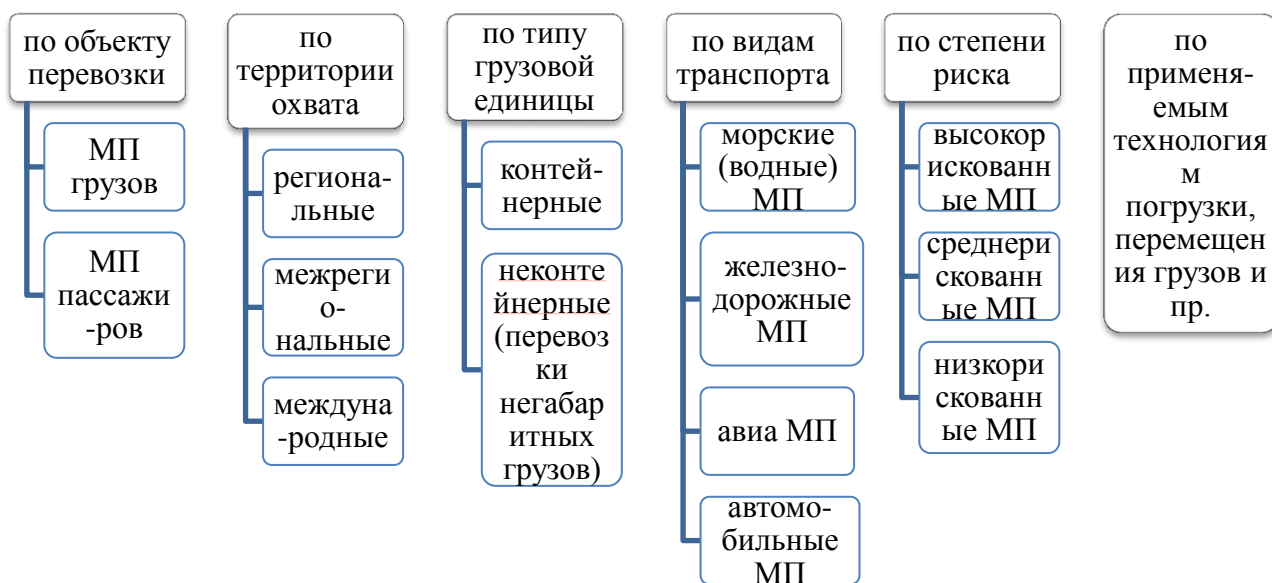 по объекту
перевозки
МП
грузов
МП
пассажи
-ров
по
территории
охвата
региона-
льные
межреги
о-
нальные
междуна
-родные
по типу
грузовой
единицы
контей-
нерные
неконте
йнерные
(перевоз
ки
негабар
итных
грузов)
по видам
транспорта
морские
(водные)
МП
железно-
дорожные
МП
авиа МП
автомо-
бильные
МП
по степени
риска
высокор
искованн
ые МП
среднери
скованн
ые МП
низкори
скованн
ые МП
по
применя-
емым
технология
м
погрузки,
перемещен
ия грузов и
пр.